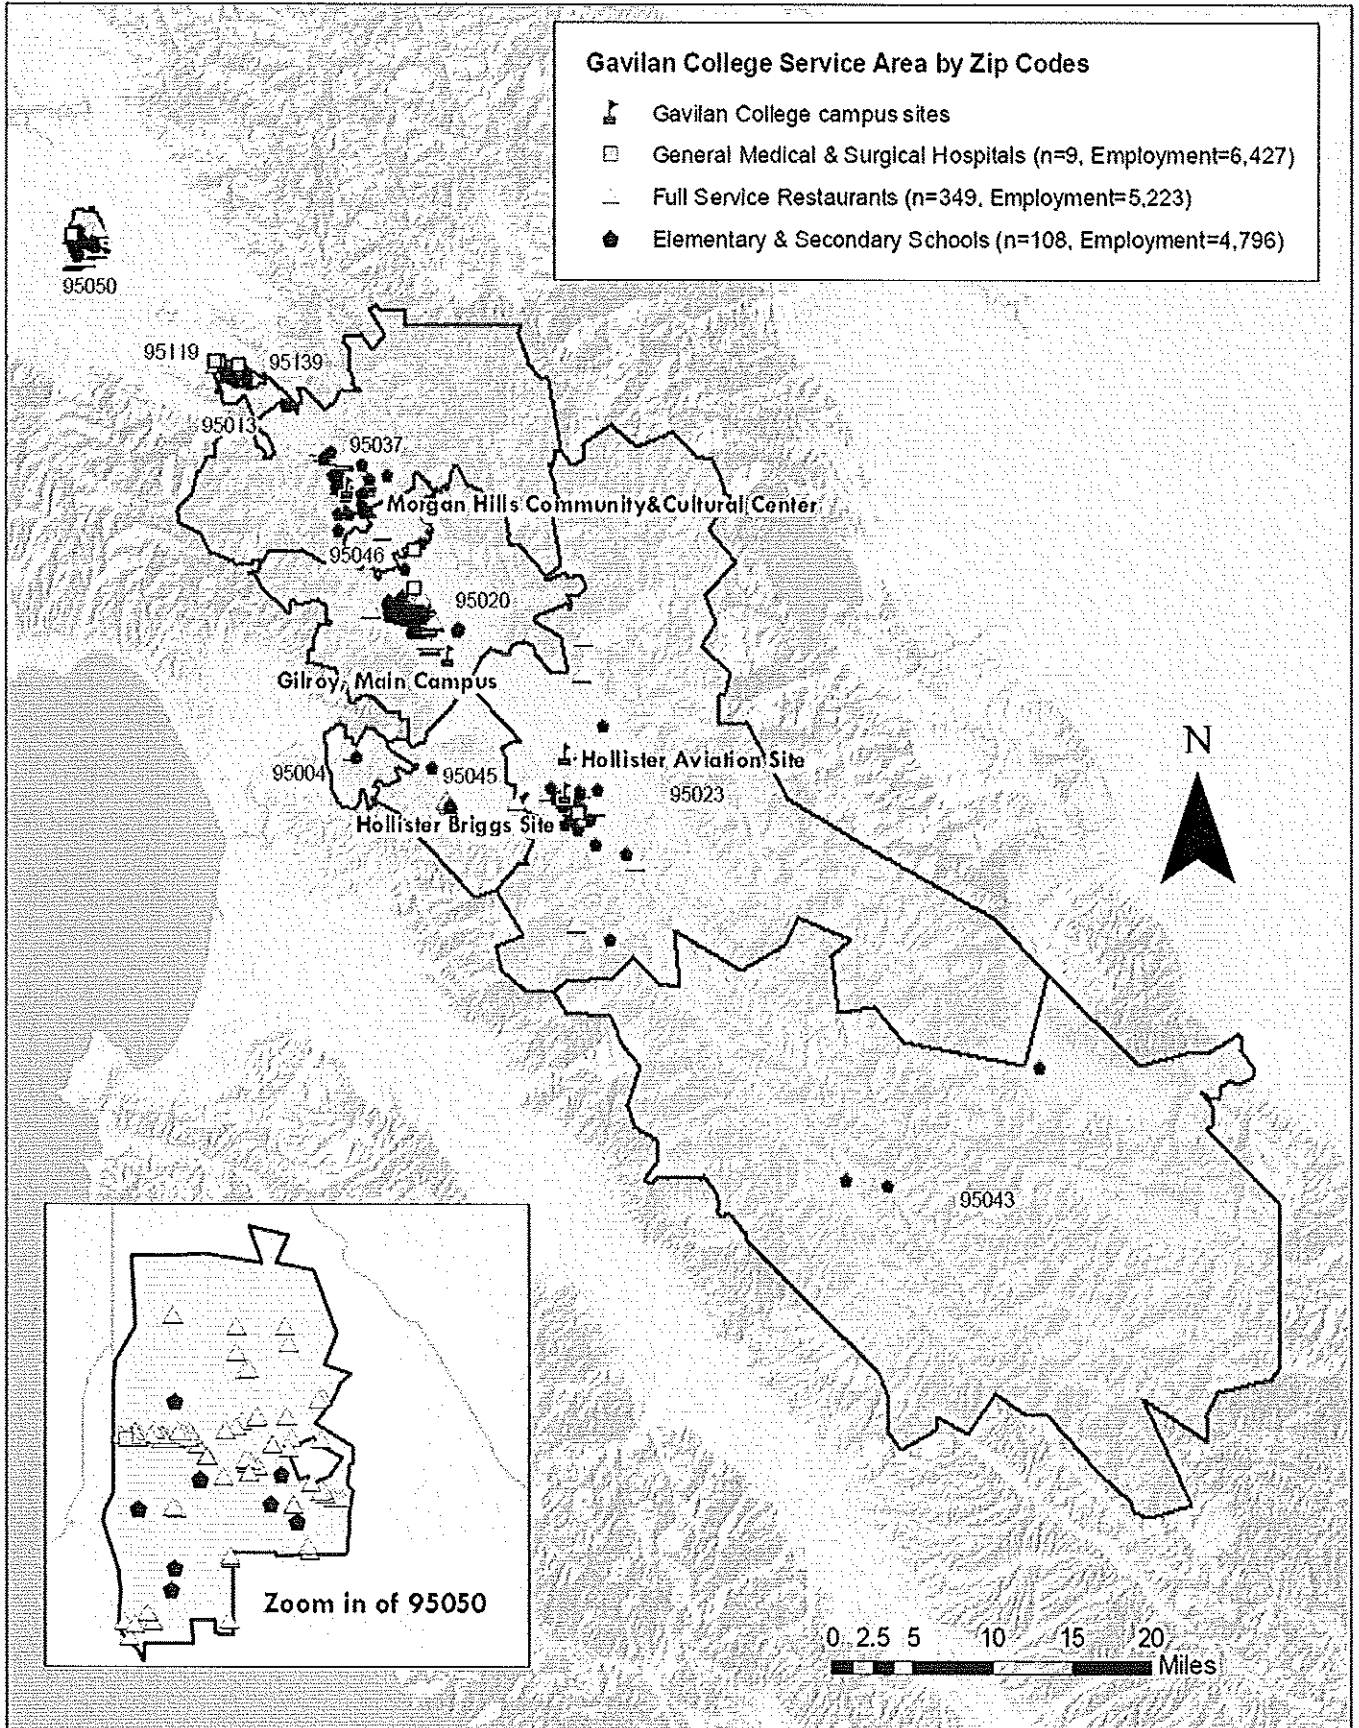 Gavilan College Service Area by Zip Codes
Gavilan College campus sites
General Medical & Surgical Hospitals (n=9, Employment=6,427)
Full Service Restaurants (n=349, Employment=5,223)
Elementary & Secondary Schools (n=108, Employment=4,796)
95050
95119
95139
95013
95037
Morgan Hills Community&Cultural Center
95046
95020
Gilroy, Main Campus
Hollister Aviation Site
95004
95045
95023
Hollister Briggs Site
N
95043
Zoom in of 95050
0 2.5 5 10 15 20
Miles